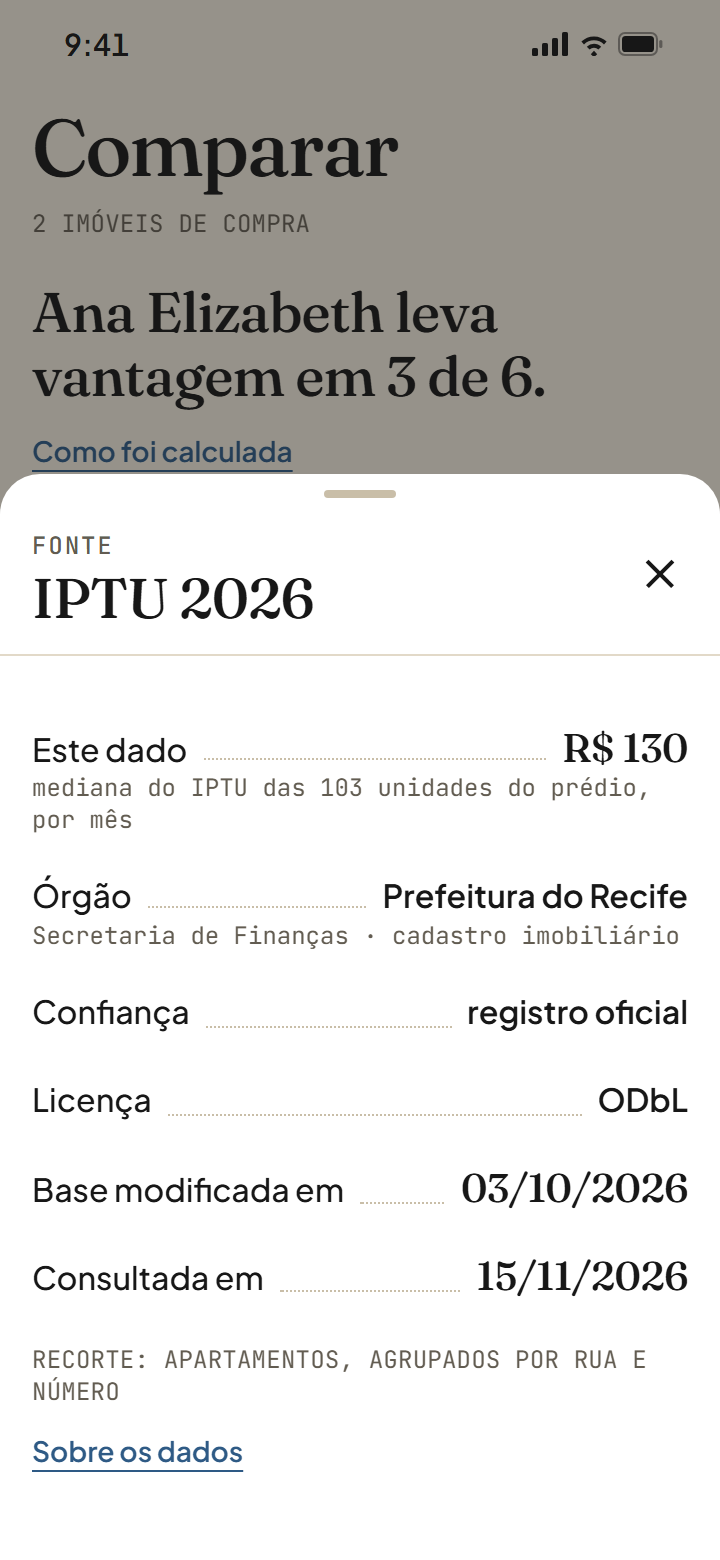 9:41
Comparar
2 IMÓVEIS DE COMPRA
Ana Elizabeth leva
vantagem em 3 de 6.
Como foi calculada
FONTE
IPTU 2026
Este dado R$ 130
mediana do IPTU das 103 unidades do prédio,
por mês
Órgão Prefeitura do Recife
Secretaria de Finanças · cadastro imobiliário
Confiança registro oficial
Licença ODbL
Base modificada em 03/10/2026
Consultada em 15/11/2026
RECORTE: APARTAMENTOS, AGRUPADOS POR RUA E
NÚMERO
Sobre os dados